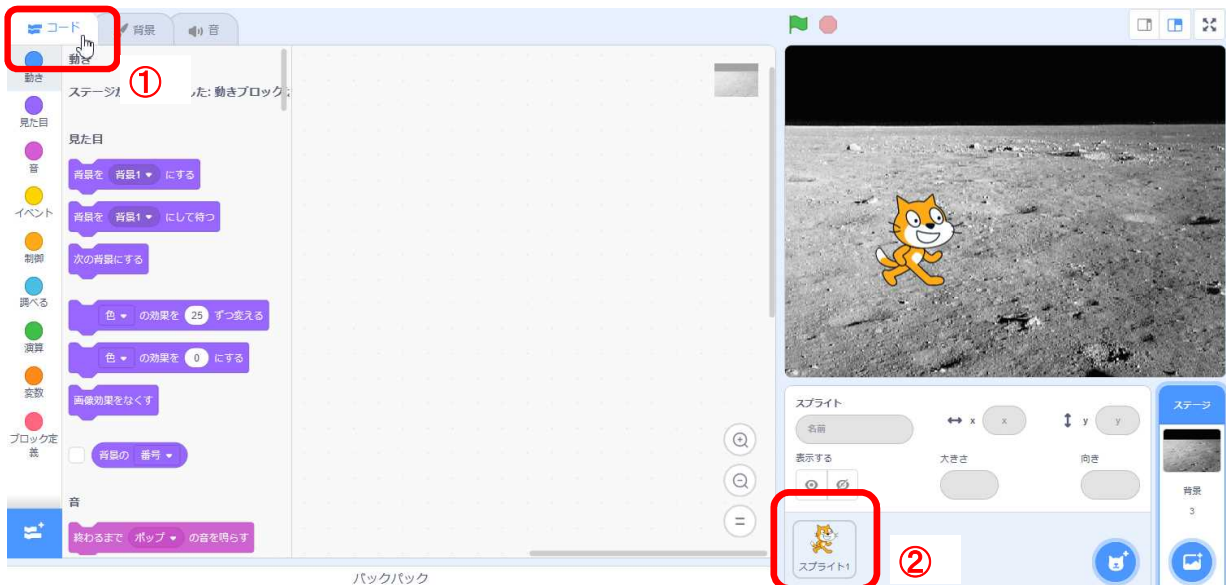 コード
背景
音
①
動き
動き
ステージが
した: 動きブロック
見た目
見た目
背景を 背景1 にする
音
背景を 背景1 にして待つ
イベント
次の背景にする
制御
調べる
色 の効果を 25 ずつ変える
演算
色 の効果を 0 にする
変数
画像効果をなくす
ブロック定義
背景の 番号
音
終わるまで ポップ の音を鳴らす
バックパック
スプライト
名前
x x
y y
表示する
大きさ
向き
スプライト1
②
ステージ
背景
3